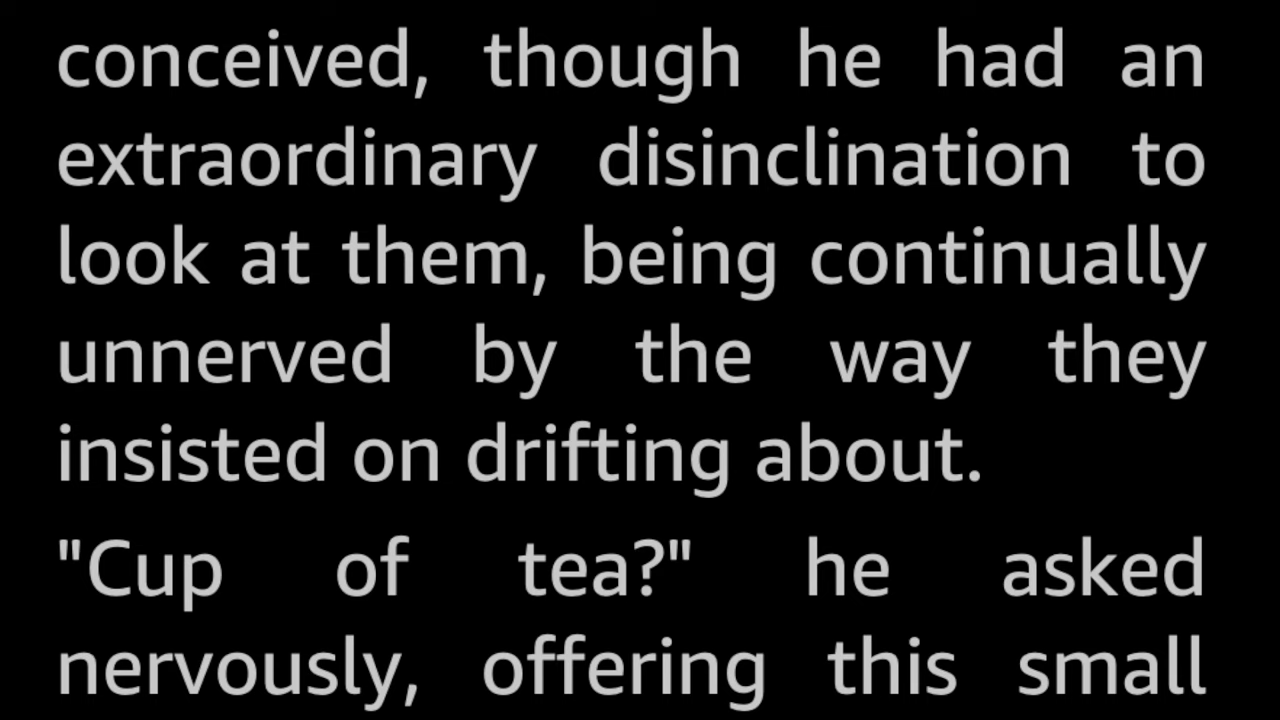 conceived, though he had an
extraordinary disinclination to
look at them, being continually
unnerved by the way they
insisted on drifting about.
"Cup of tea?" he asked
nervously, offering this small